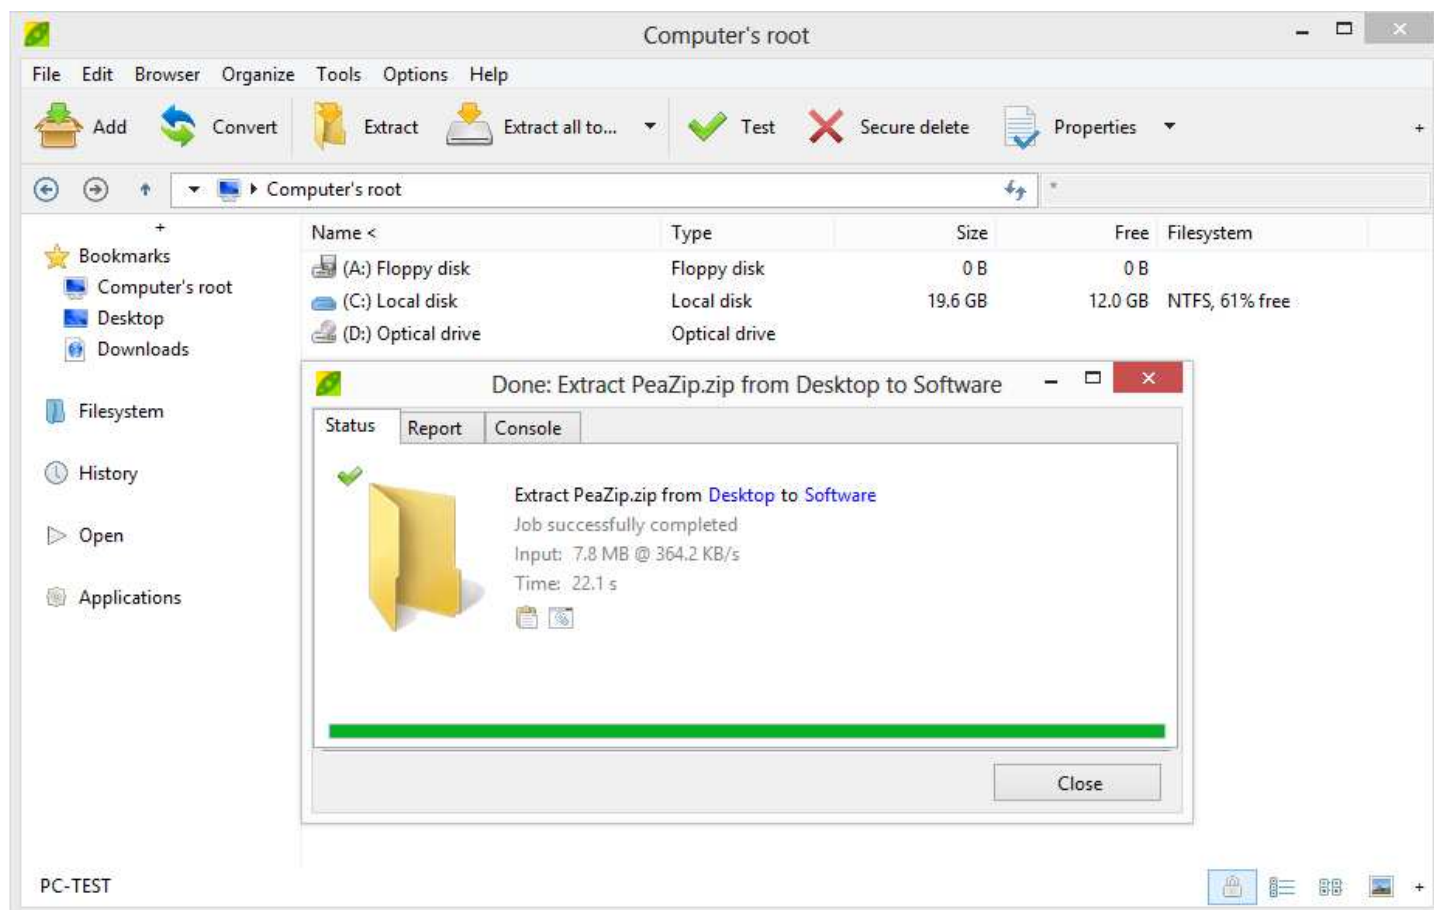 Computer's root
File Edit Browser Organize Tools Options Help
Add Convert Extract Extract all to... Test Secure delete Properties +
Computer's root *
+
Bookmarks
Computer's root
Desktop
Downloads
Filesystem
History
Open
Applications
Name < Type Size Free Filesystem
(A:) Floppy disk Floppy disk 0 B 0 B
(C:) Local disk Local disk 19.6 GB 12.0 GB NTFS, 61% free
(D:) Optical drive Optical drive
Done: Extract PeaZip.zip from Desktop to Software
Status Report Console
Extract PeaZip.zip from Desktop to Software
Job successfully completed
Input: 7.8 MB @ 364.2 KB/s
Time: 22.1 s
Close
PC-TEST +